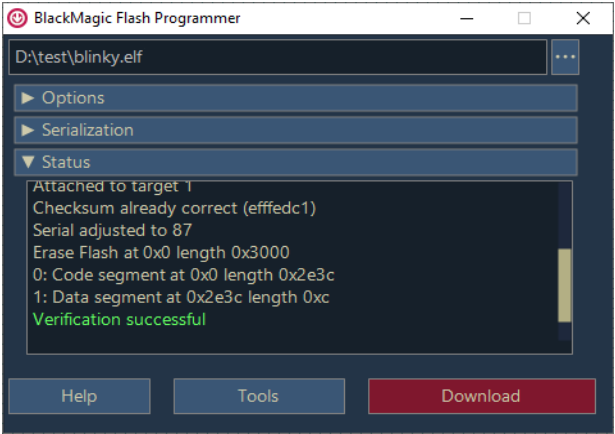 BlackMagic Flash Programmer
D:\test\blinky.elf
...
Options
Serialization
Status
Attached to target 1
Checksum already correct (efffedc1)
Serial adjusted to 87
Erase Flash at 0x0 length 0x3000
0: Code segment at 0x0 length 0x2e3c
1: Data segment at 0x2e3c length 0xc
Verification successful
Help
Tools
Download